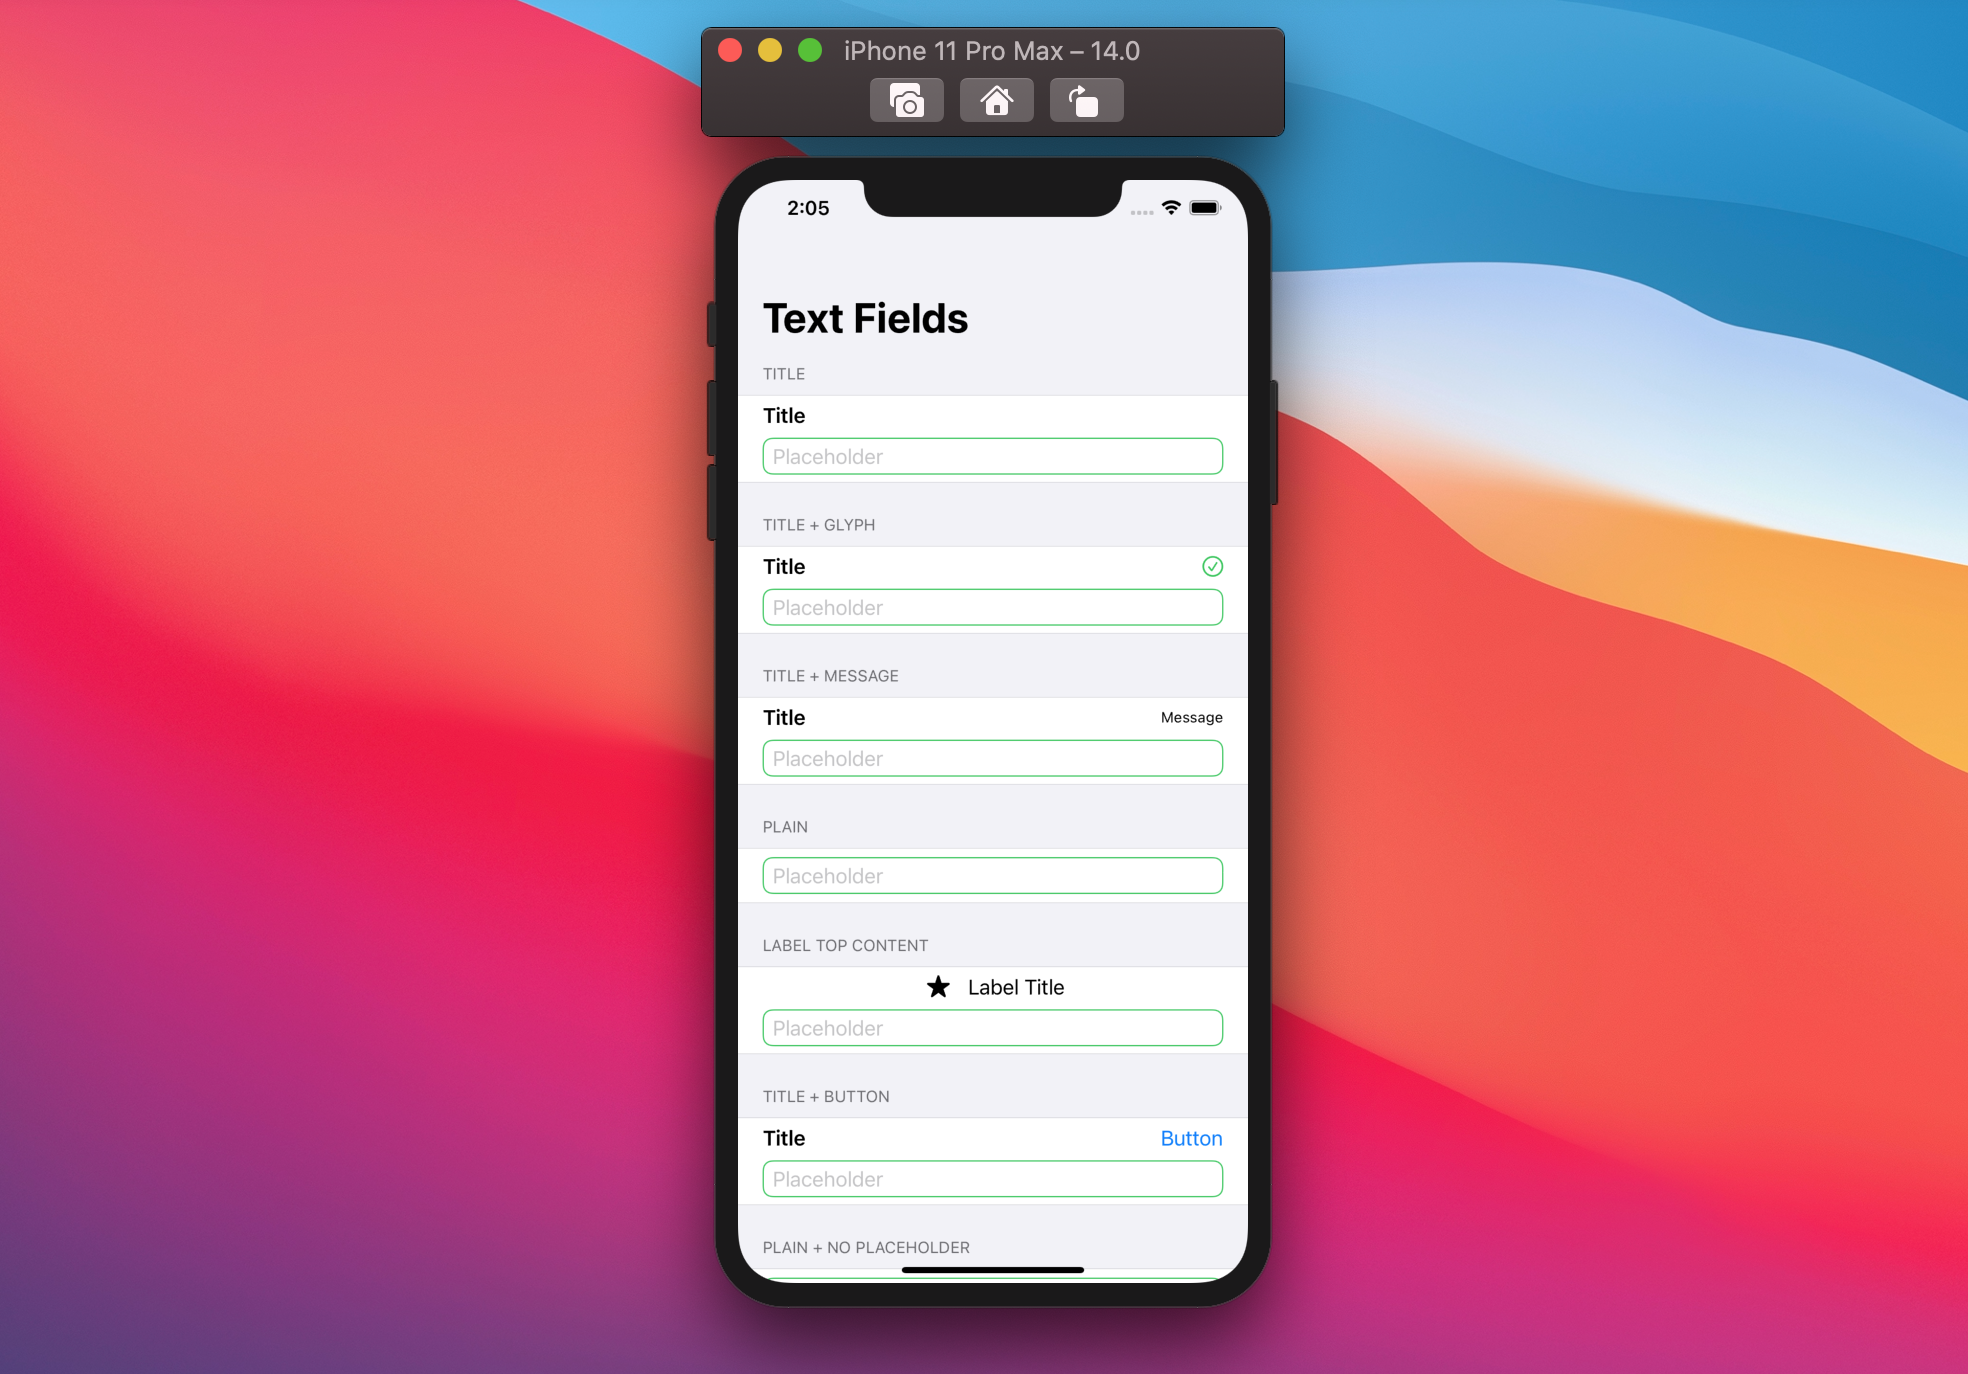 iPhone 11 Pro Max – 14.0
2:05
Text Fields
TITLE
Title
Placeholder
TITLE + GLYPH
Title
Placeholder
TITLE + MESSAGE
Title Message
Placeholder
PLAIN
Placeholder
LABEL TOP CONTENT
Label Title
Placeholder
TITLE + BUTTON
Title Button
Placeholder
PLAIN + NO PLACEHOLDER